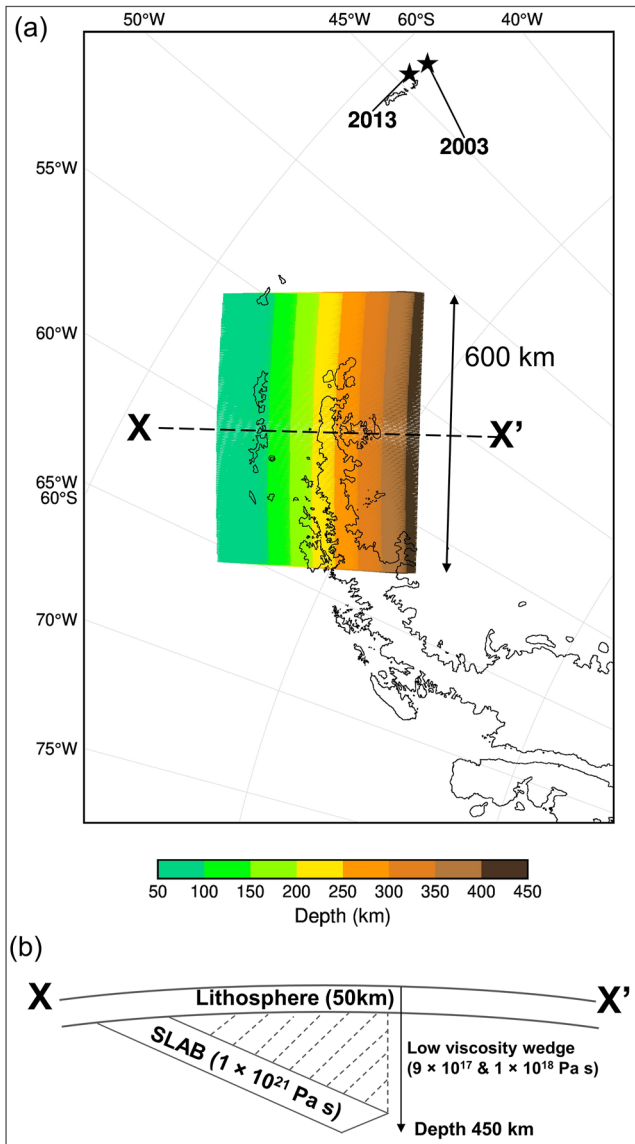 (a)
50°W 45°W 60°S 40°W
2013
2003
55°W
60°W
600 km
X X'
65°W
60°S
70°W
75°W
50 100 150 200 250 300 350 400 450
Depth (km)
(b)
X X'
Lithosphere (50km)
SLAB (1 × 10²¹ Pa s)
Low viscosity wedge
(9 × 10¹⁷ & 1 × 10¹⁸ Pa s)
Depth 450 km